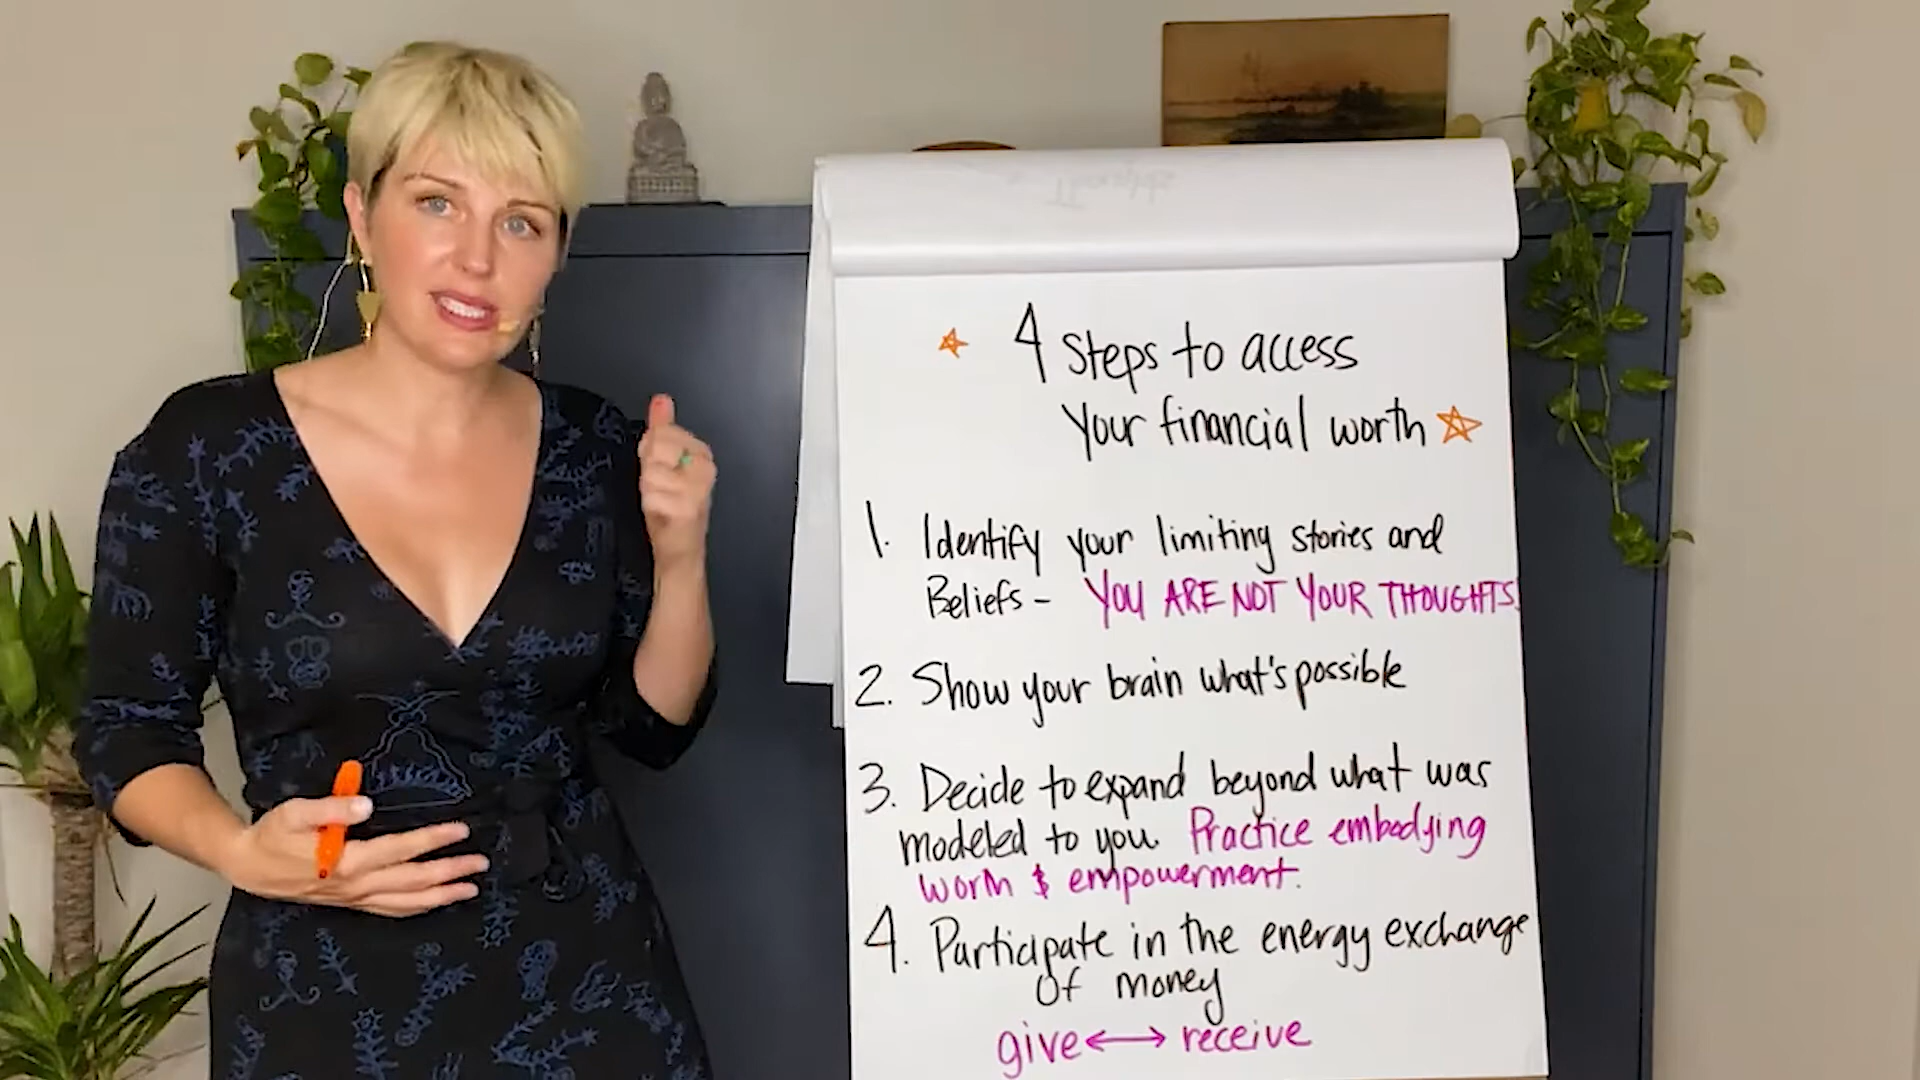 4 Steps to access
Your financial worth
1. Identify your limiting stories and
Beliefs - YOU ARE NOT YOUR THOUGHTS!
2. Show your brain what's possible
3. Decide to expand beyond what was
modeled to you. Practice embodying
worth & empowerment.
4. Participate in the energy exchange
of money
give ↔ receive